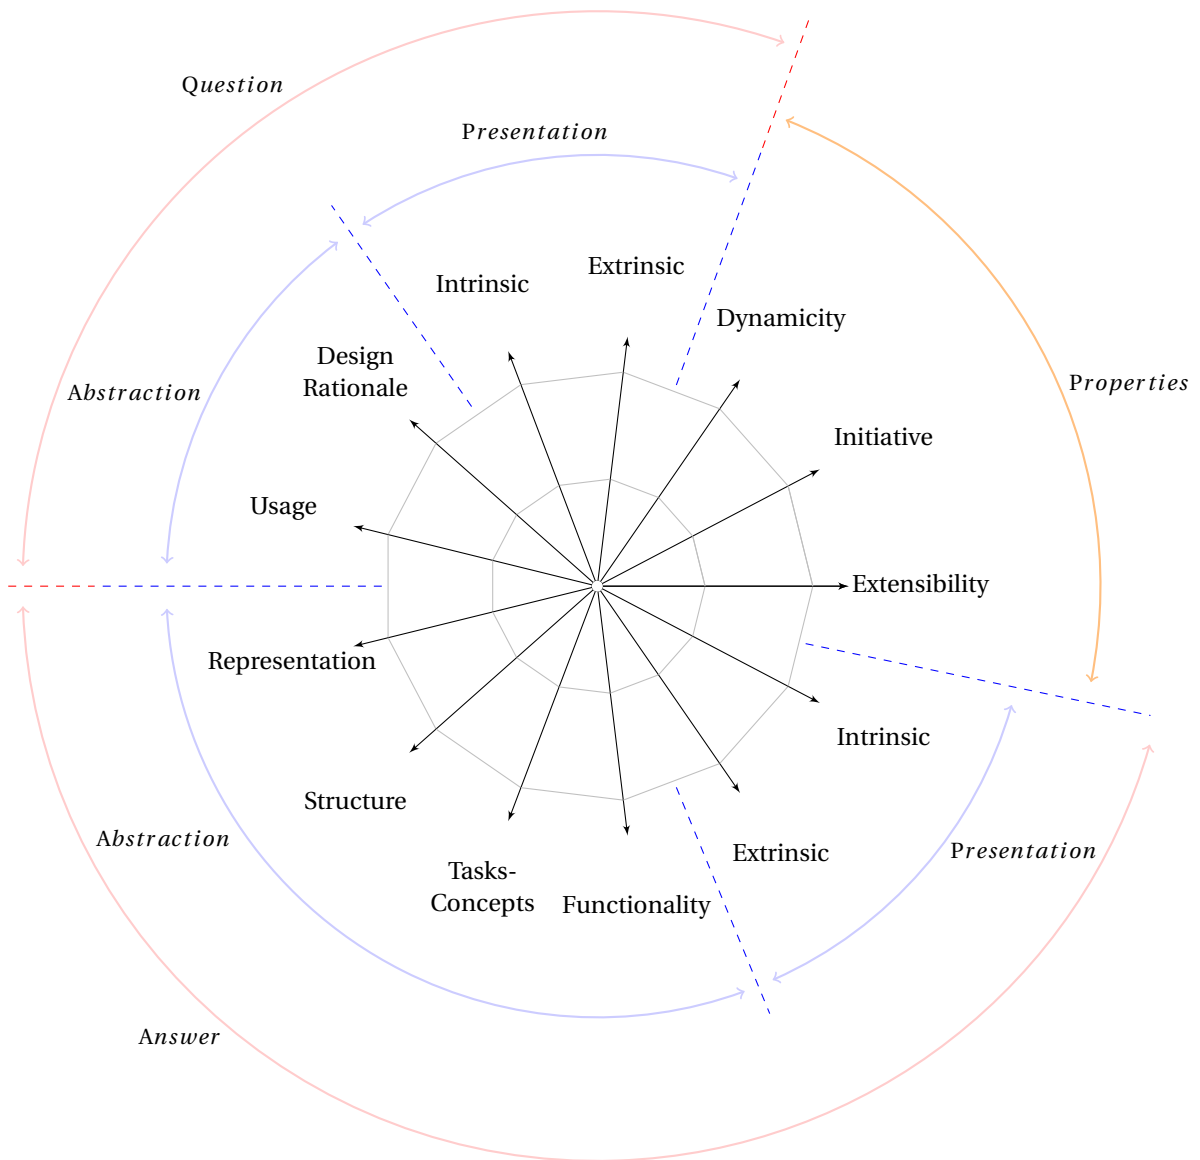 Question
Presentation
Extrinsic
Intrinsic
Dynamicity
Design
Rationale
Properties
Abstraction
Initiative
Usage
Extensibility
Representation
Intrinsic
Structure
Abstraction
Presentation
Extrinsic
Tasks-
Concepts
Functionality
Answer